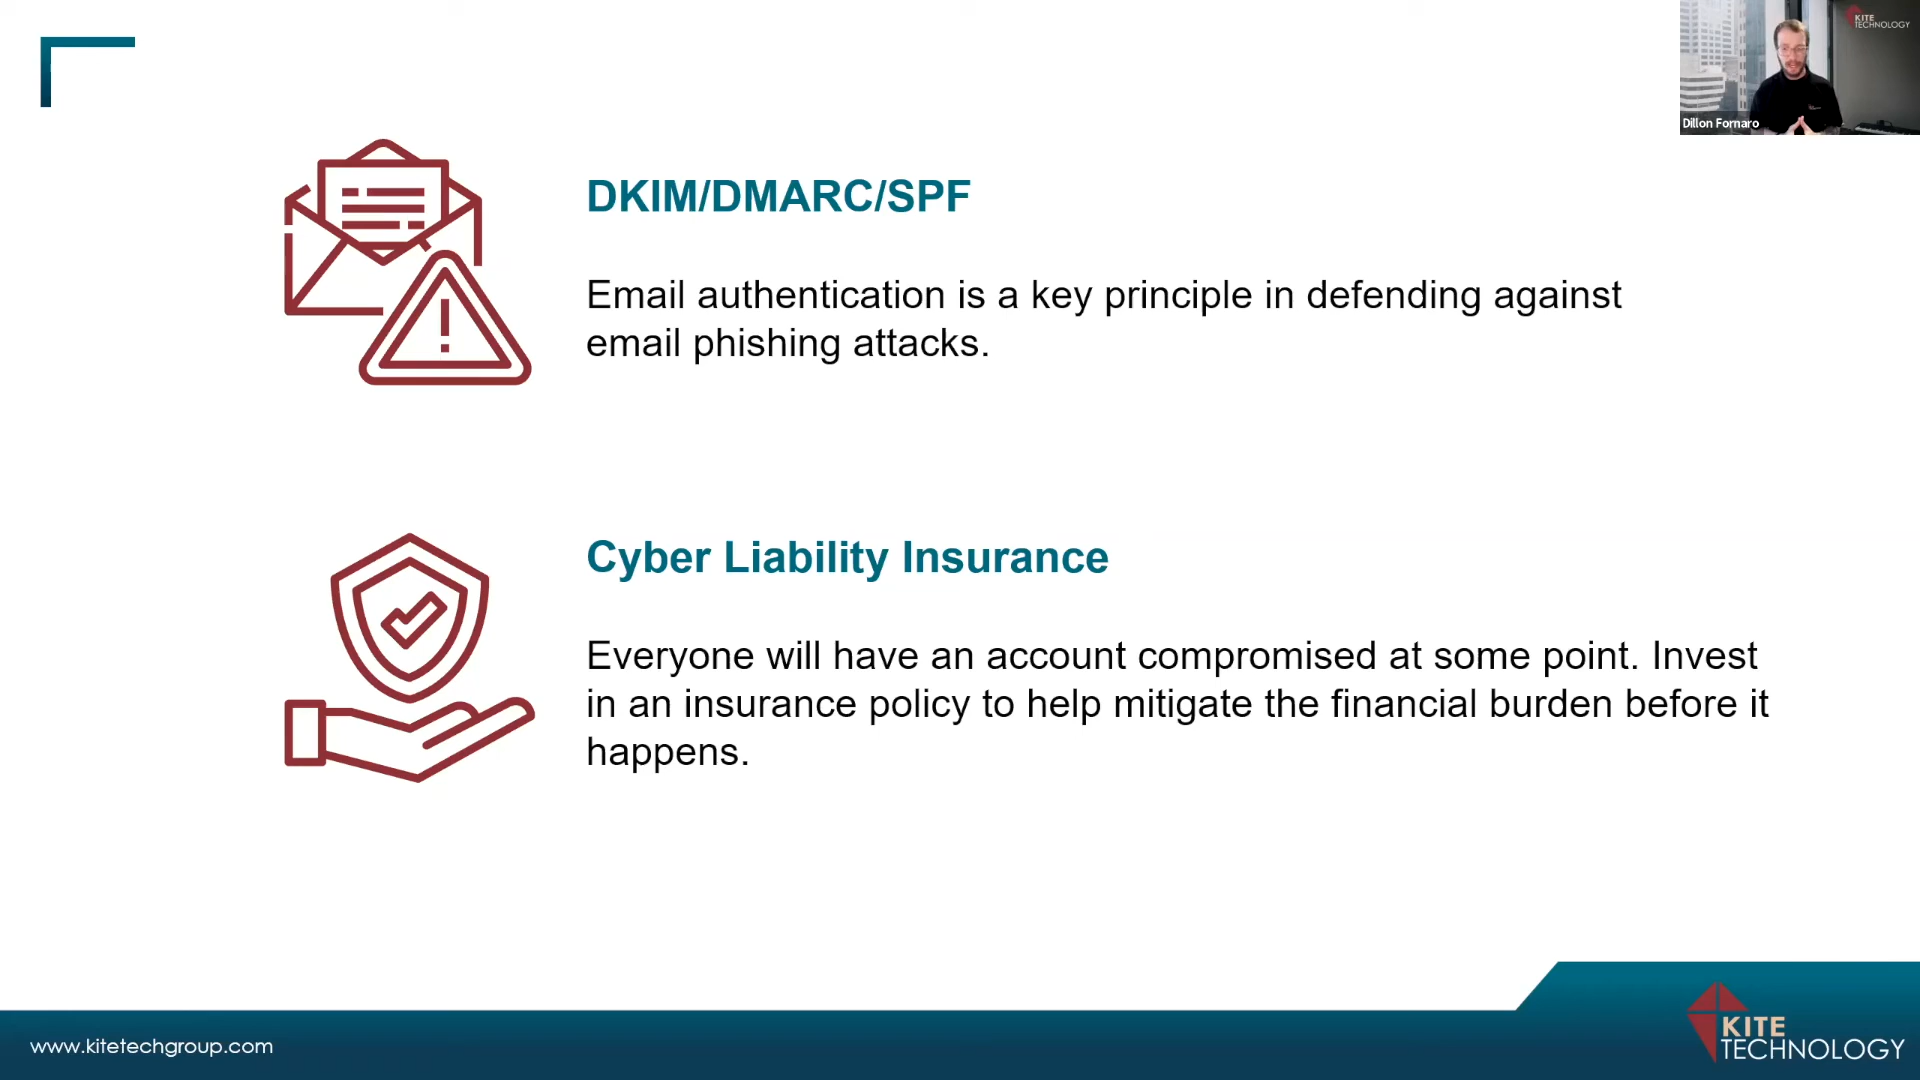 KITE
TECHNOLOGY
Dillon Fornaro
DKIM/DMARC/SPF
Email authentication is a key principle in defending against
email phishing attacks.
Cyber Liability Insurance
Everyone will have an account compromised at some point. Invest
in an insurance policy to help mitigate the financial burden before it
happens.
www.kitetechgroup.com
KITE
TECHNOLOGY